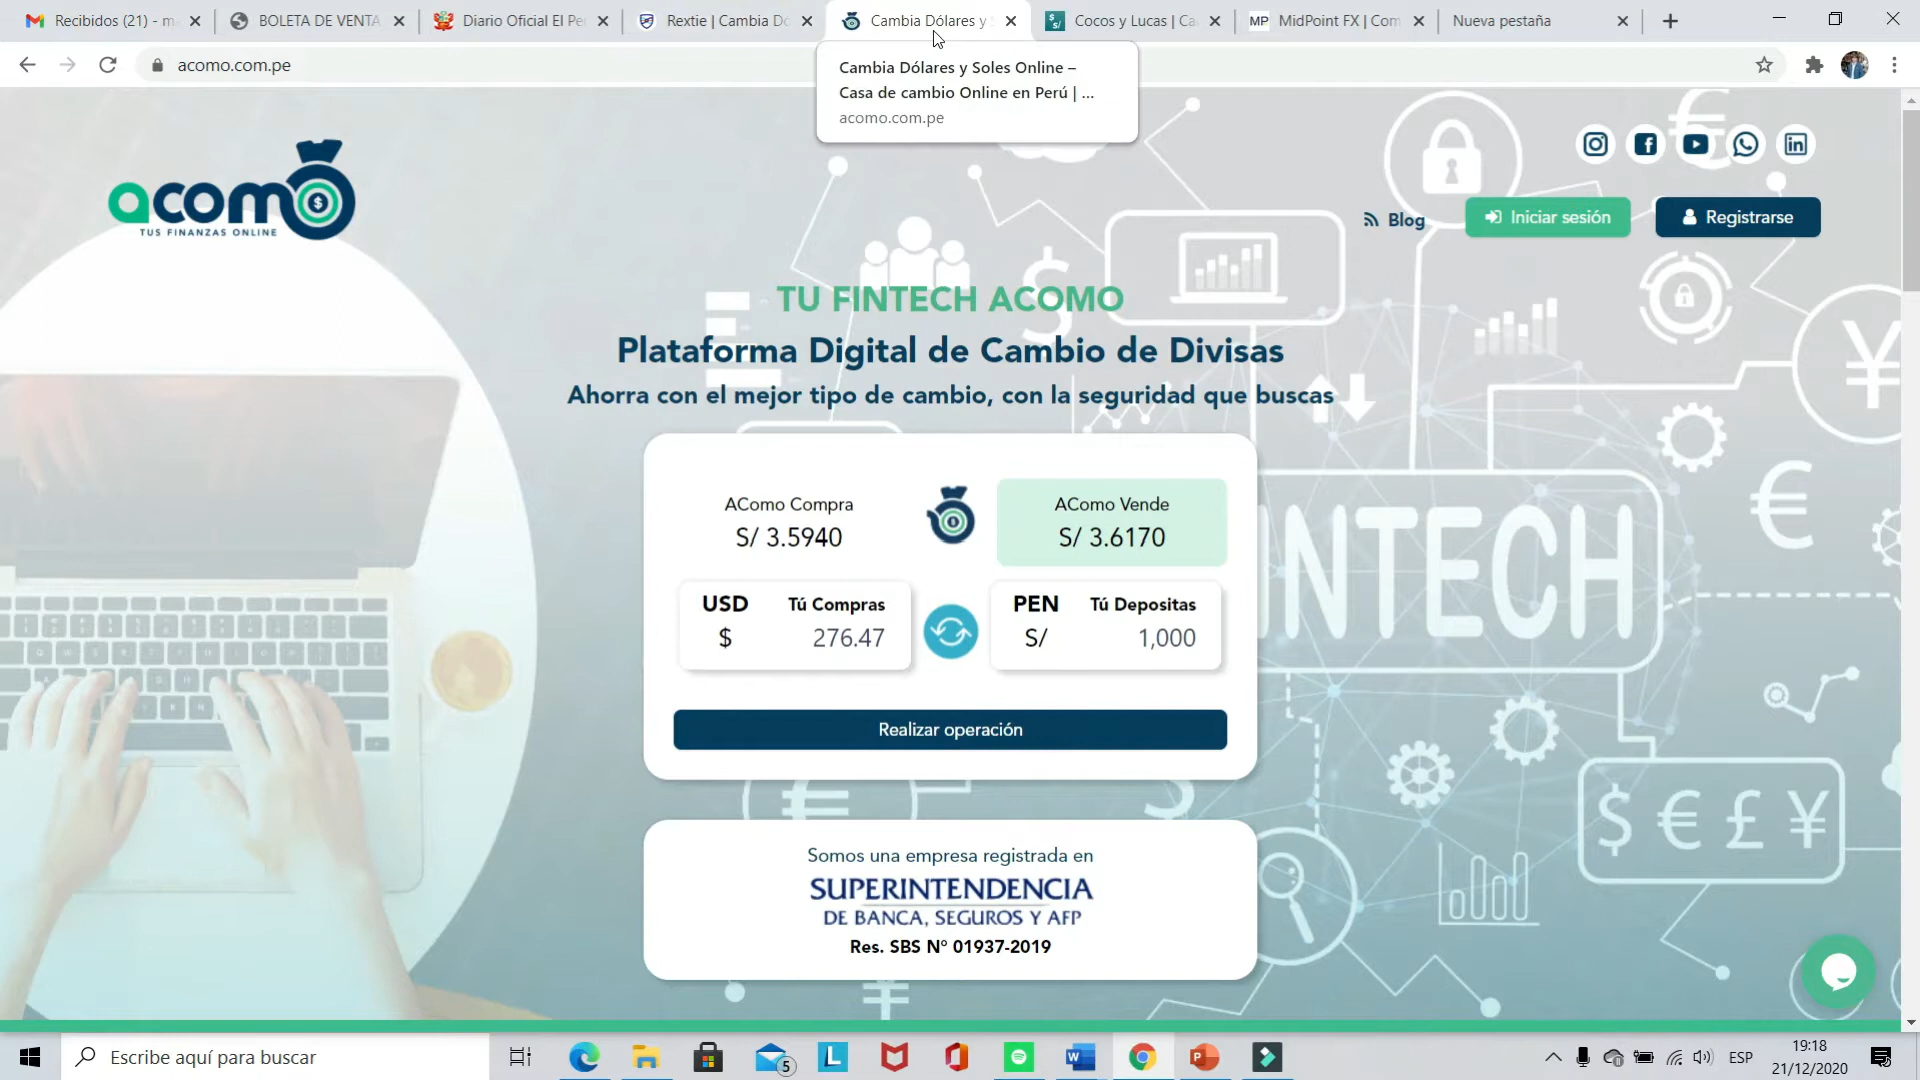 Recibidos (21) - m
BOLETA DE VENTA
Diario Oficial El Pe
Rextie | Cambia Dó
Cambia Dólares y S
Cocos y Lucas | Ca
MP MidPoint FX | Com
Nueva pestaña
acomo.com.pe
Cambia Dólares y Soles Online –
Casa de cambio Online en Perú | ...
acomo.com.pe
acomo
TUS FINANZAS ONLINE
Blog
Iniciar sesión
Registrarse
TU FINTECH ACOMO
Plataforma Digital de Cambio de Divisas
Ahorra con el mejor tipo de cambio, con la seguridad que buscas
AComo Compra
S/ 3.5940
AComo Vende
S/ 3.6170
USD Tú Compras
$ 276.47
PEN Tú Depositas
S/ 1,000
INTECH
Realizar operación
$ € £ ¥
Somos una empresa registrada en
SUPERINTENDENCIA
DE BANCA, SEGUROS Y AFP
Res. SBS Nº 01937-2019
Escribe aquí para buscar
5
ESP
19:18
21/12/2020